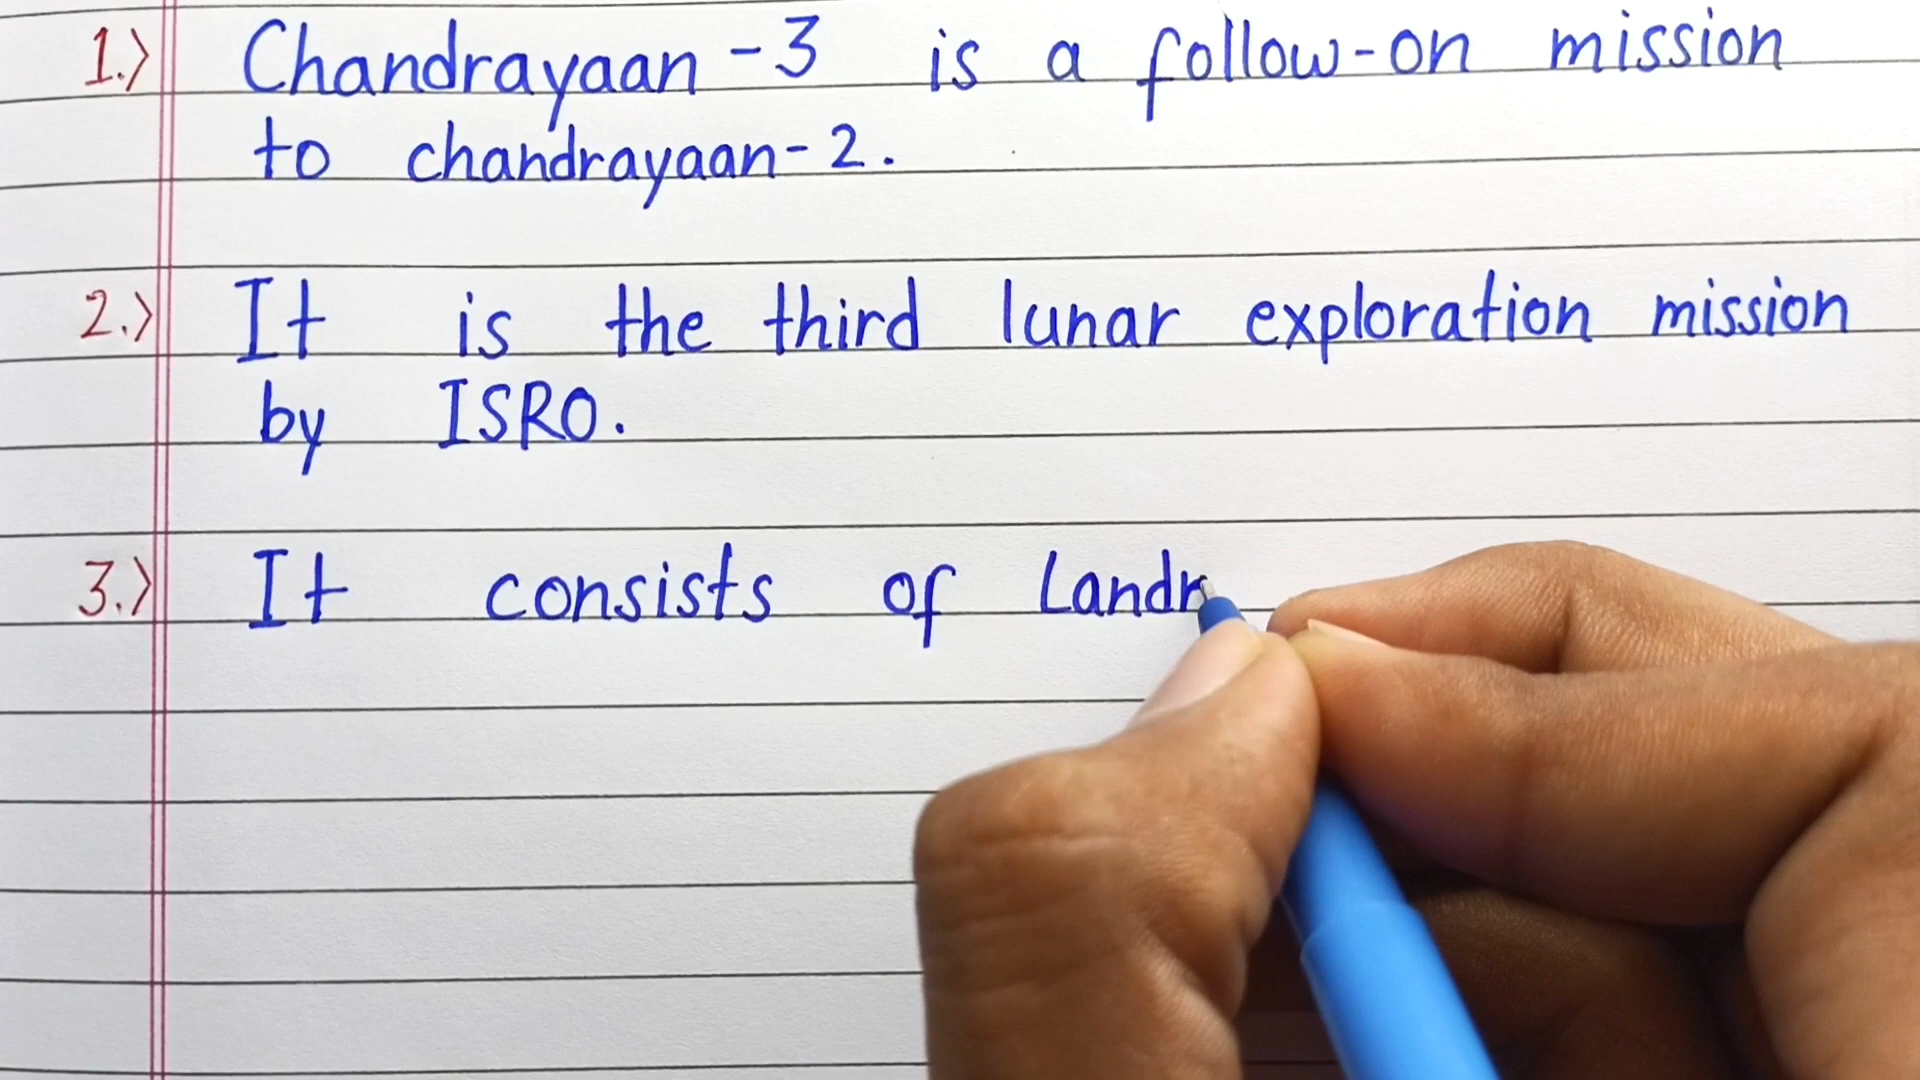 1.) Chandrayaan-3 is a follow-on mission
to chandrayaan-2.
2.) It is the third lunar exploration mission
by ISRO.
3.) It consists of Landr